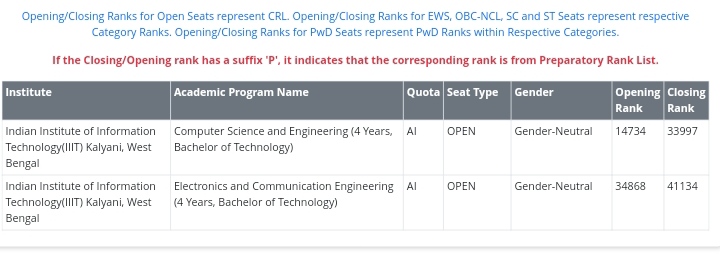 Opening/Closing Ranks for Open Seats represent CRL. Opening/Closing Ranks for EWS, OBC-NCL, SC and ST Seats represent respective
Category Ranks. Opening/Closing Ranks for PwD Seats represent PwD Ranks within Respective Categories.
If the Closing/Opening rank has a suffix 'P', it indicates that the corresponding rank is from Preparatory Rank List.
Institute Academic Program Name Quota Seat Type Gender Opening Closing
Rank Rank
Indian Institute of Information Computer Science and Engineering (4 Years, AI OPEN Gender-Neutral 14734 33997
Technology(IIIT) Kalyani, West Bachelor of Technology)
Bengal
Indian Institute of Information Electronics and Communication Engineering AI OPEN Gender-Neutral 34868 41134
Technology(IIIT) Kalyani, West (4 Years, Bachelor of Technology)
Bengal